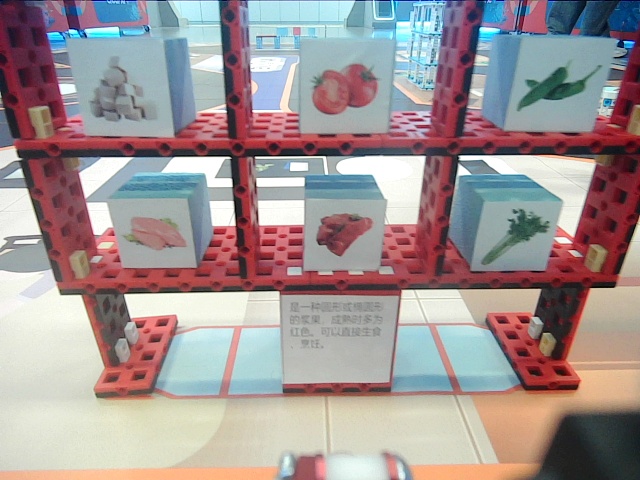 是一种圆形或椭圆形
的浆果，成熟时多为
红色。可以直接生食
、烹饪。